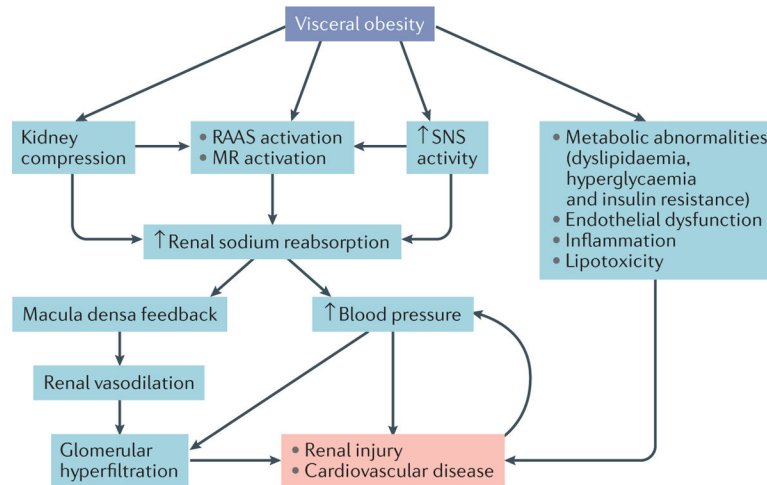 Visceral obesity
Kidney
compression
• RAAS activation
• MR activation
↑SNS
activity
• Metabolic abnormalities
(dyslipidaemia,
hyperglycaemia
and insulin resistance)
• Endothelial dysfunction
• Inflammation
• Lipotoxicity
↑Renal sodium reabsorption
Macula densa feedback
↑Blood pressure
Renal vasodilation
Glomerular
hyperfiltration
• Renal injury
• Cardiovascular disease